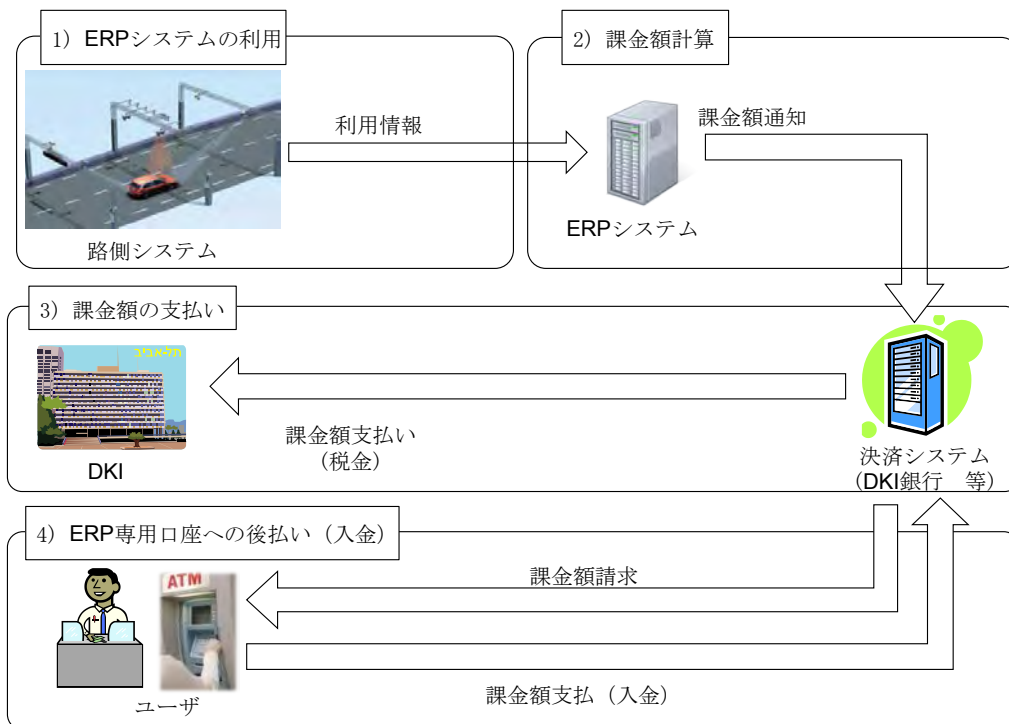 1) ERPシステムの利用
利用情報
路側システム
2) 課金額計算
課金額通知
ERPシステム
3) 課金額の支払い
תל-אביב
DKI
課金額支払い
(税金)
決済システム
(DKI銀行 等)
4) ERP専用口座への後払い（入金）
ATM
課金額請求
ユーザ
課金額支払（入金）